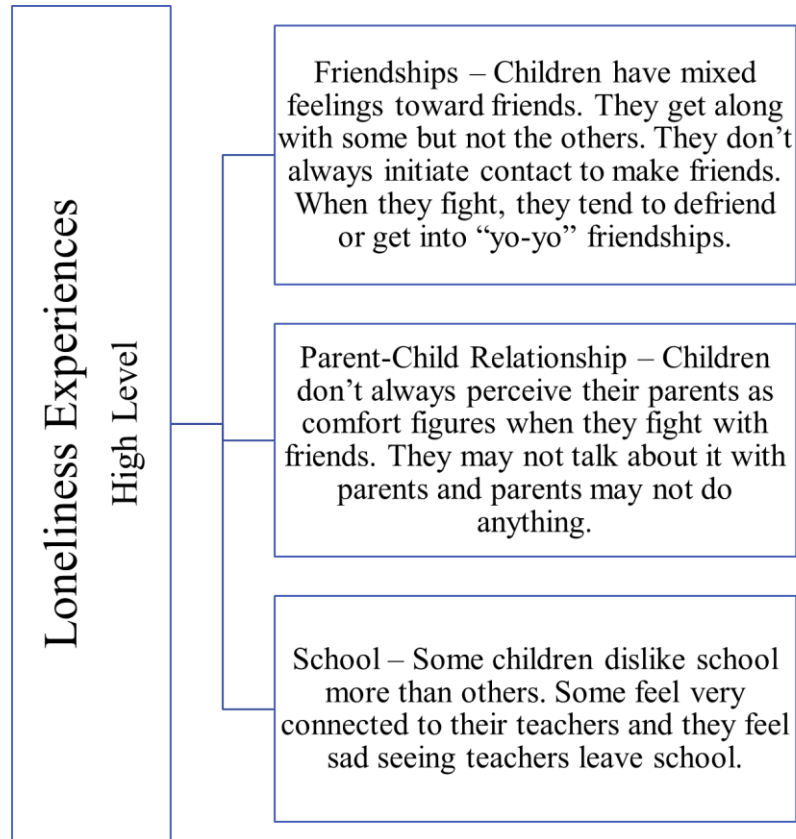 Loneliness Experiences
High Level
Friendships – Children have mixed
feelings toward friends. They get along
with some but not the others. They don’t
always initiate contact to make friends.
When they fight, they tend to defriend
or get into “yo-yo” friendships.
Parent-Child Relationship – Children
don’t always perceive their parents as
comfort figures when they fight with
friends. They may not talk about it with
parents and parents may not do
anything.
School – Some children dislike school
more than others. Some feel very
connected to their teachers and they feel
sad seeing teachers leave school.